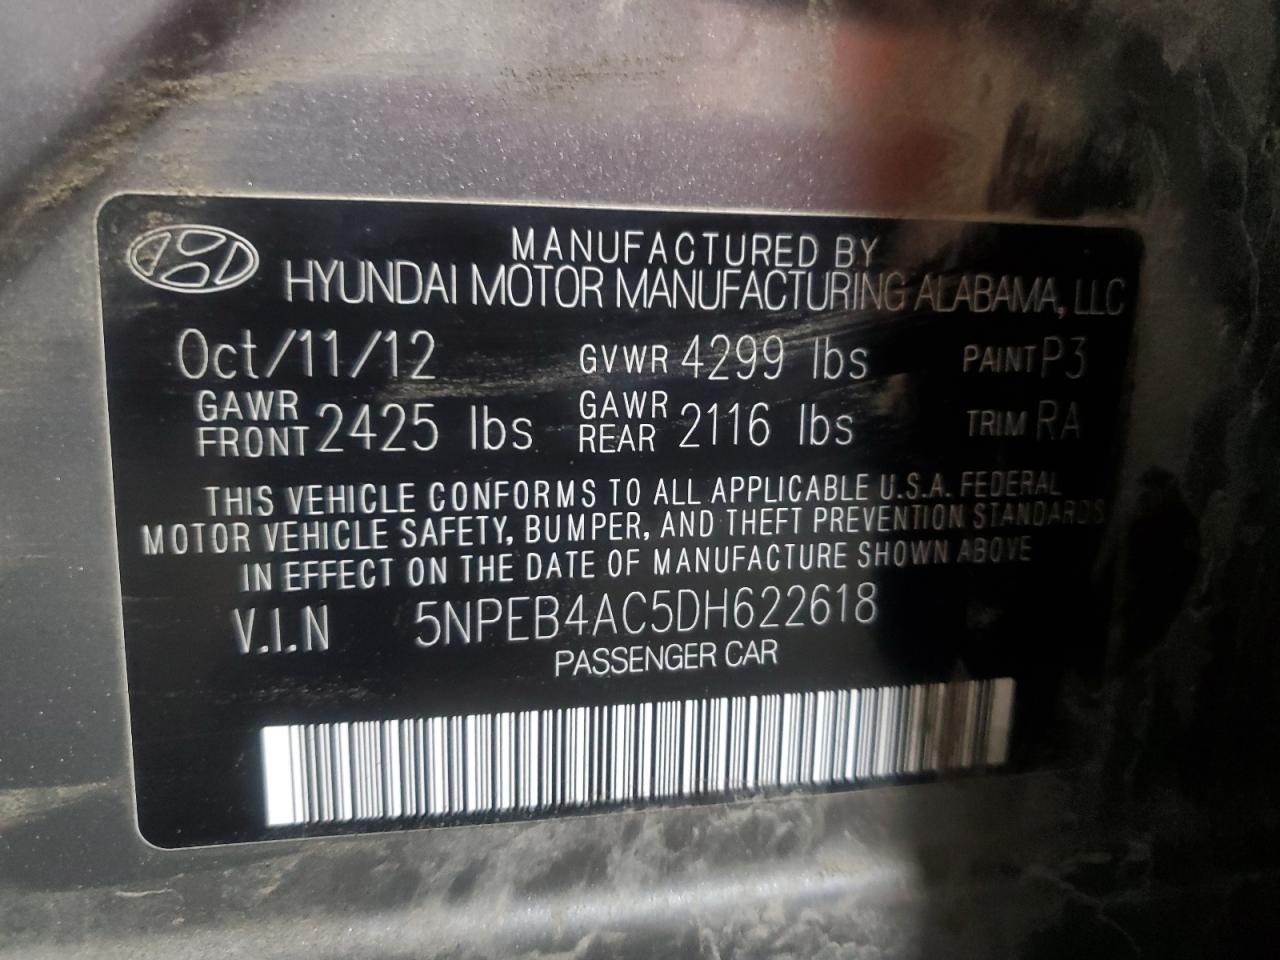 MANUFACTURED BY
HYUNDAI MOTOR MANUFACTURING ALABAMA, LLC
Oct/11/12 GVWR 4299 lbs PAINT P3
GAWR FRONT 2425 lbs GAWR REAR 2116 lbs TRIM RA
THIS VEHICLE CONFORMS TO ALL APPLICABLE U.S.A. FEDERAL
MOTOR VEHICLE SAFETY, BUMPER, AND THEFT PREVENTION STANDARDS
IN EFFECT ON THE DATE OF MANUFACTURE SHOWN ABOVE
V.I.N 5NPEB4AC5DH622618
PASSENGER CAR